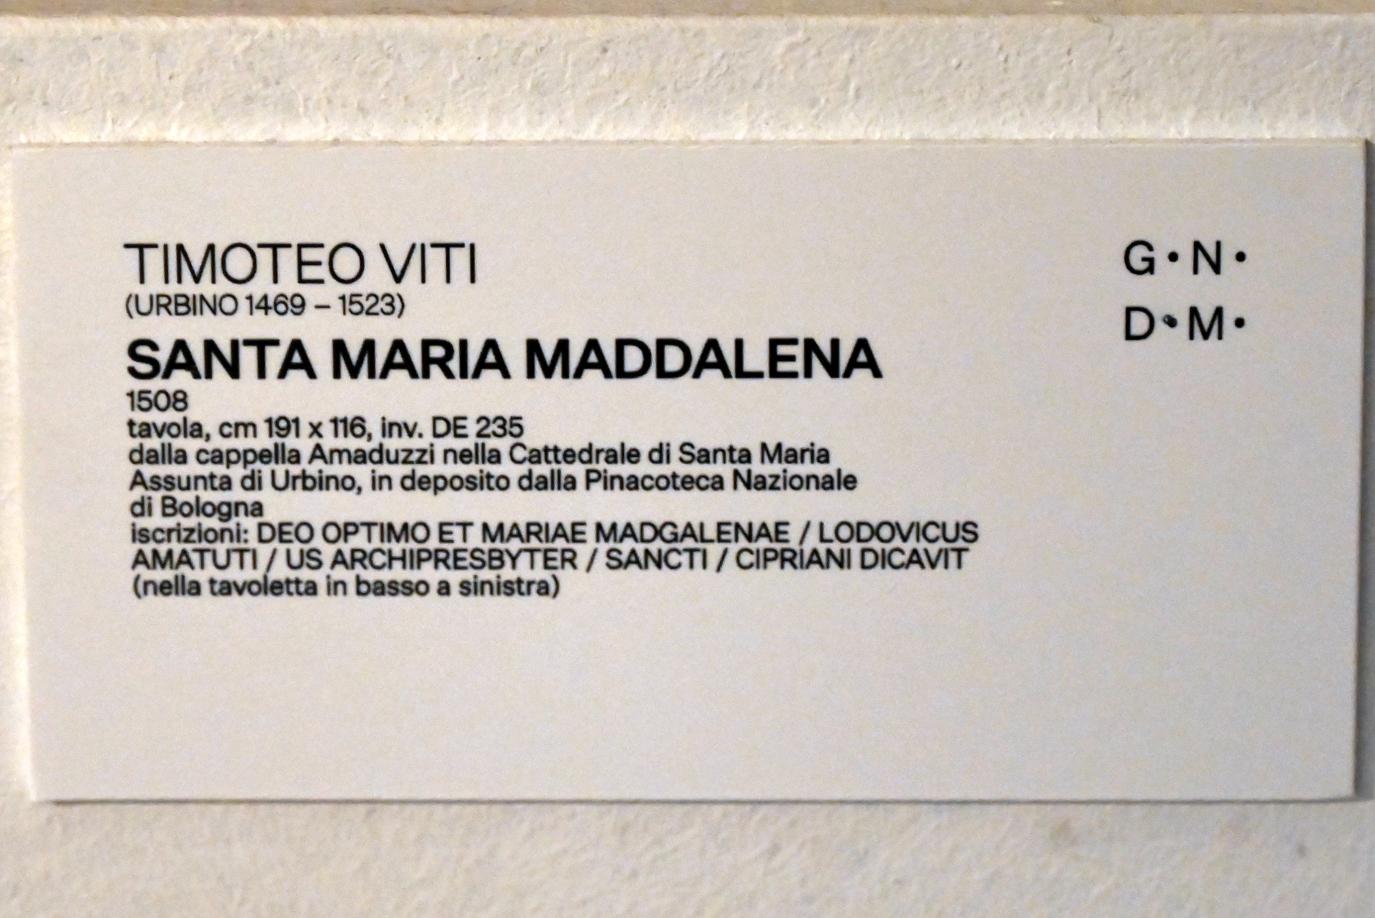 TIMOTEO VITI
(URBINO 1469 – 1523)
SANTA MARIA MADDALENA
1508
tavola, cm 191 x 116, inv. DE 235
dalla cappella Amaduzzi nella Cattedrale di Santa Maria
Assunta di Urbino, in deposito dalla Pinacoteca Nazionale
di Bologna
iscrizioni: DEO OPTIMO ET MARIAE MADGALENAE / LODOVICUS
AMATUTI / US ARCHIPRESBYTER / SANCTI / CIPRIANI DICAVIT
(nella tavoletta in basso a sinistra)
G·N·
D·M·